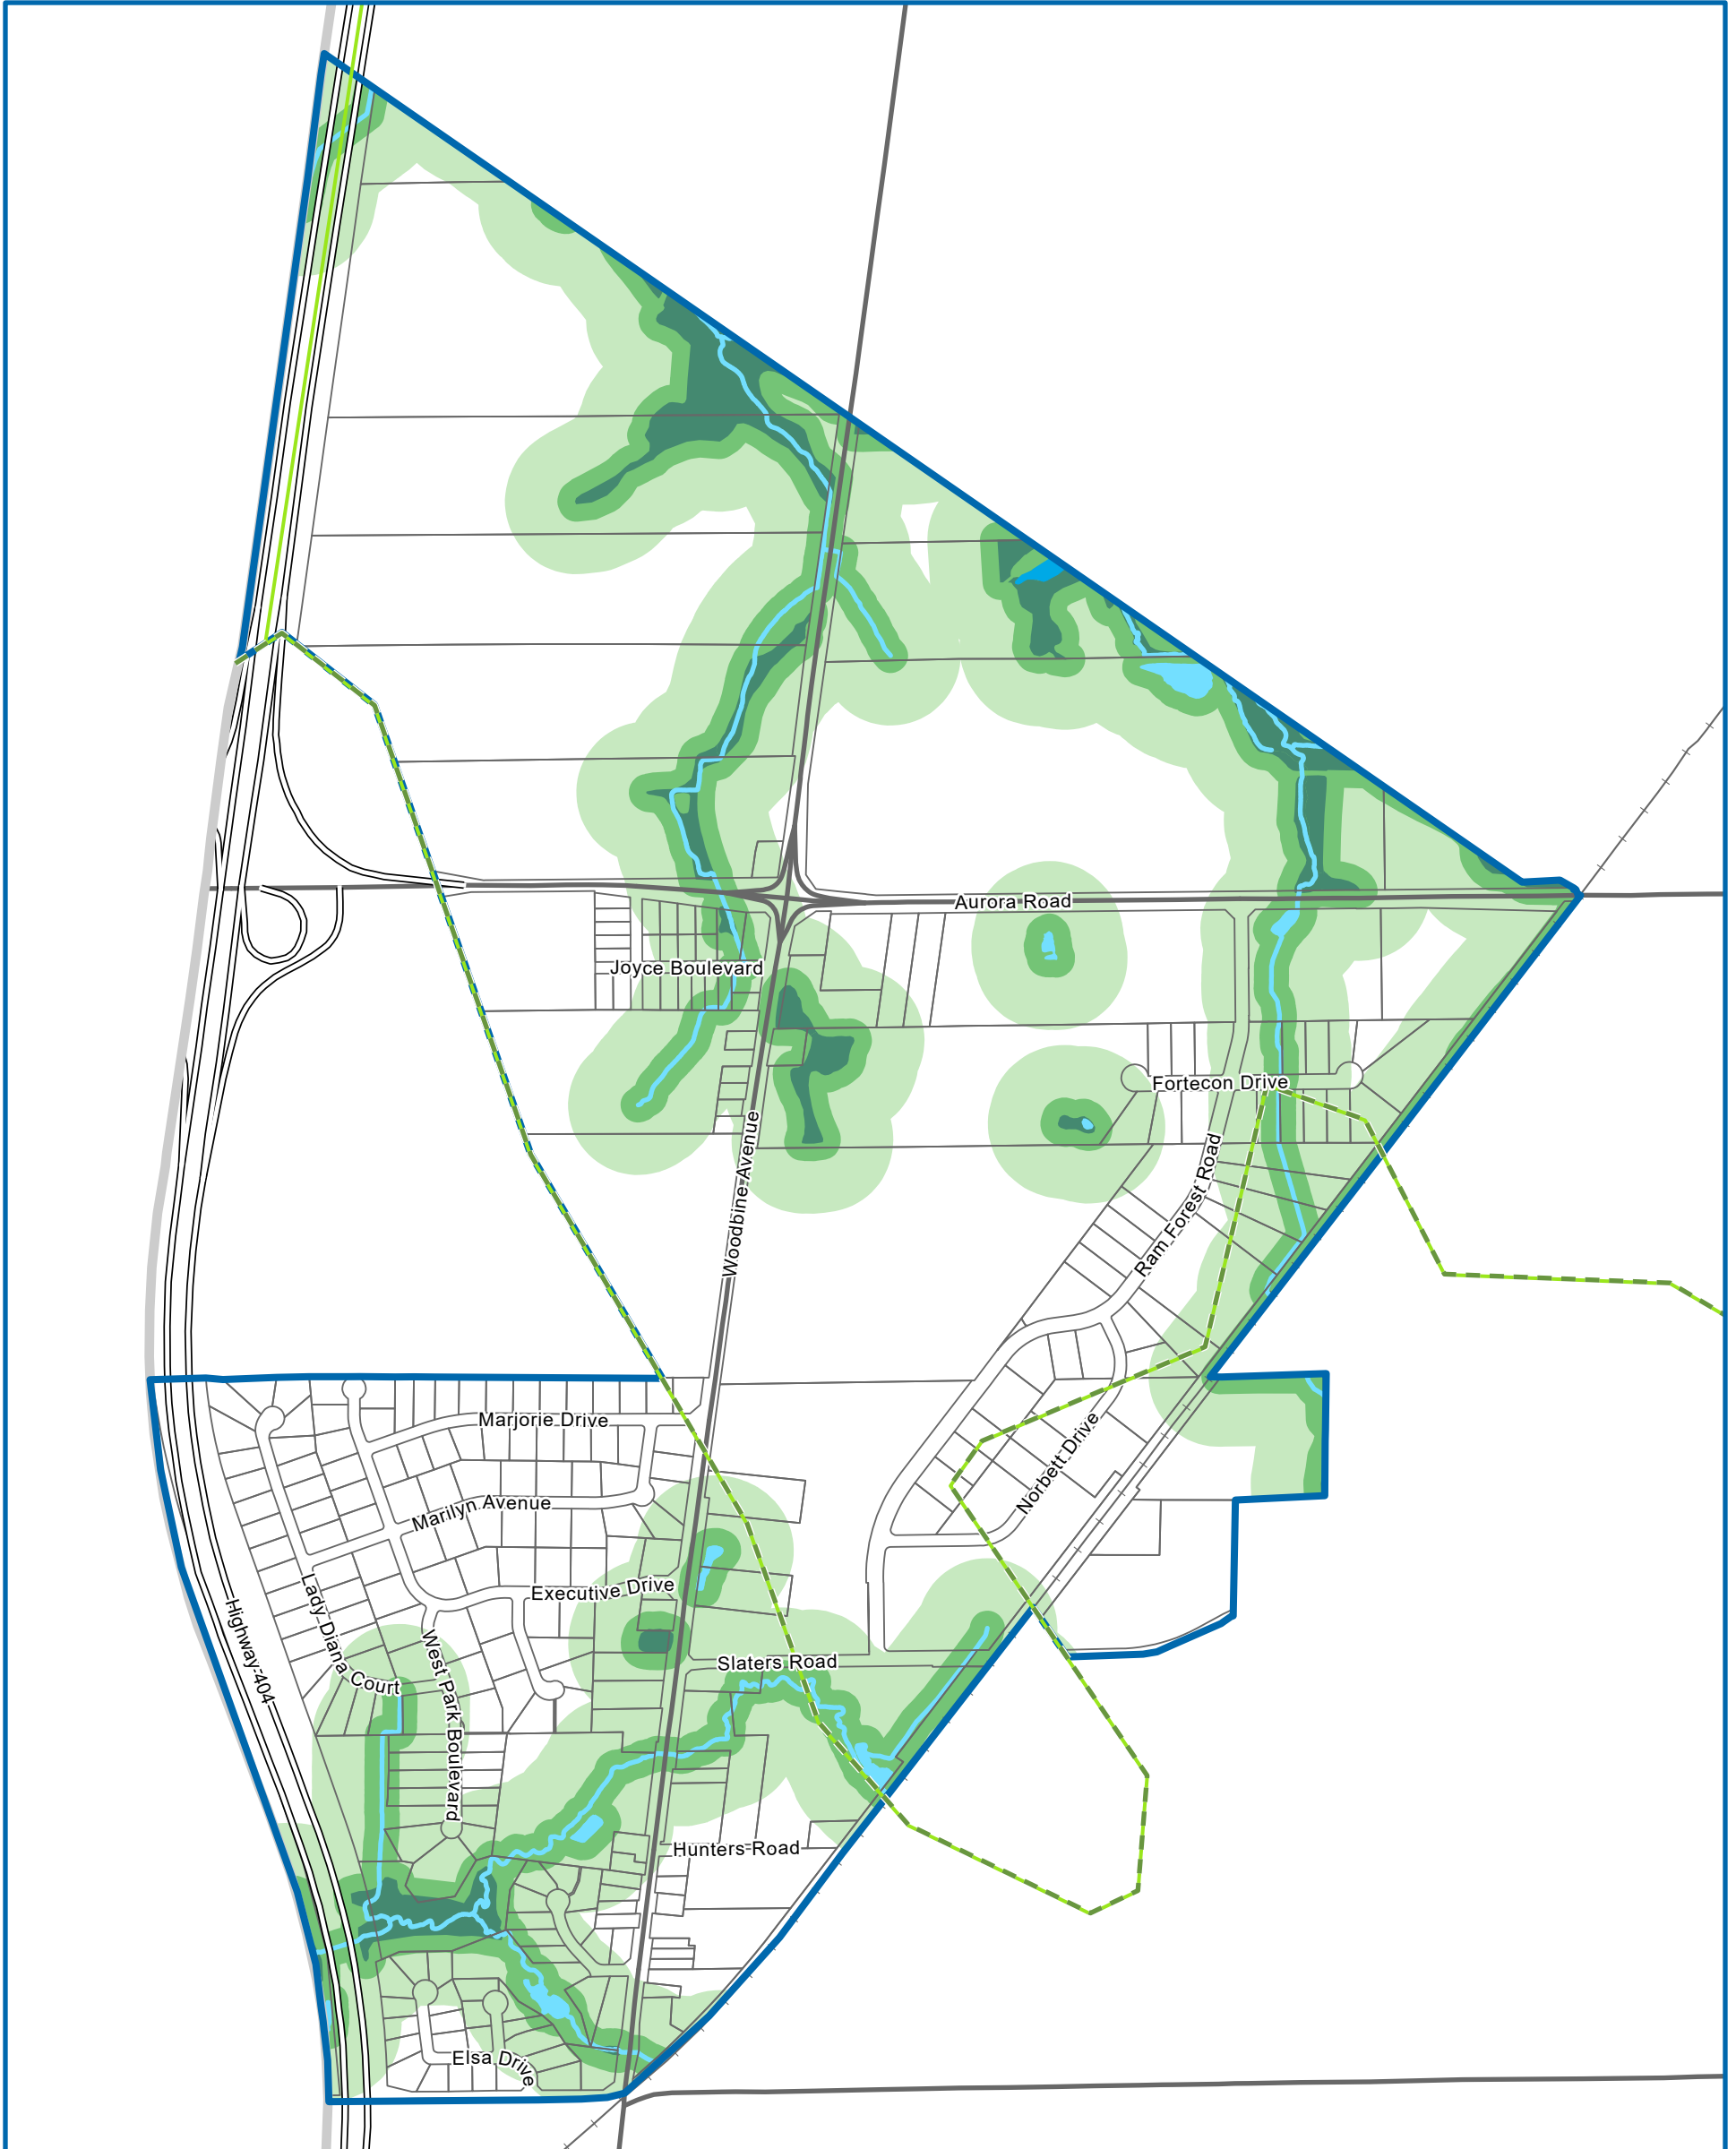 Aurora Road
Joyce Boulevard
Fortecon Drive
Woodbine Avenue
Ram Forest Road
Marjorie Drive
Norbett Drive
Marilyn Avenue
Executive Drive
Lady Diana Court
Highway 404
West Park Boulevard
Slaters Road
Hunters Road
Elsa Drive